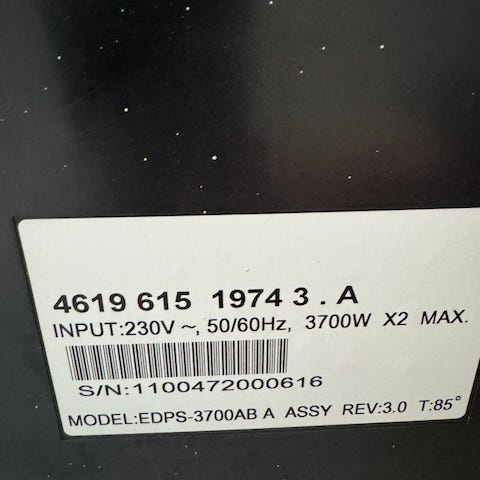 4619 615 1974 3 . A
INPUT:230V ~, 50/60Hz, 3700W X2 MAX.
S/N:1100472000616
MODEL:EDPS-3700AB A ASSY REV:3.0 T:85°